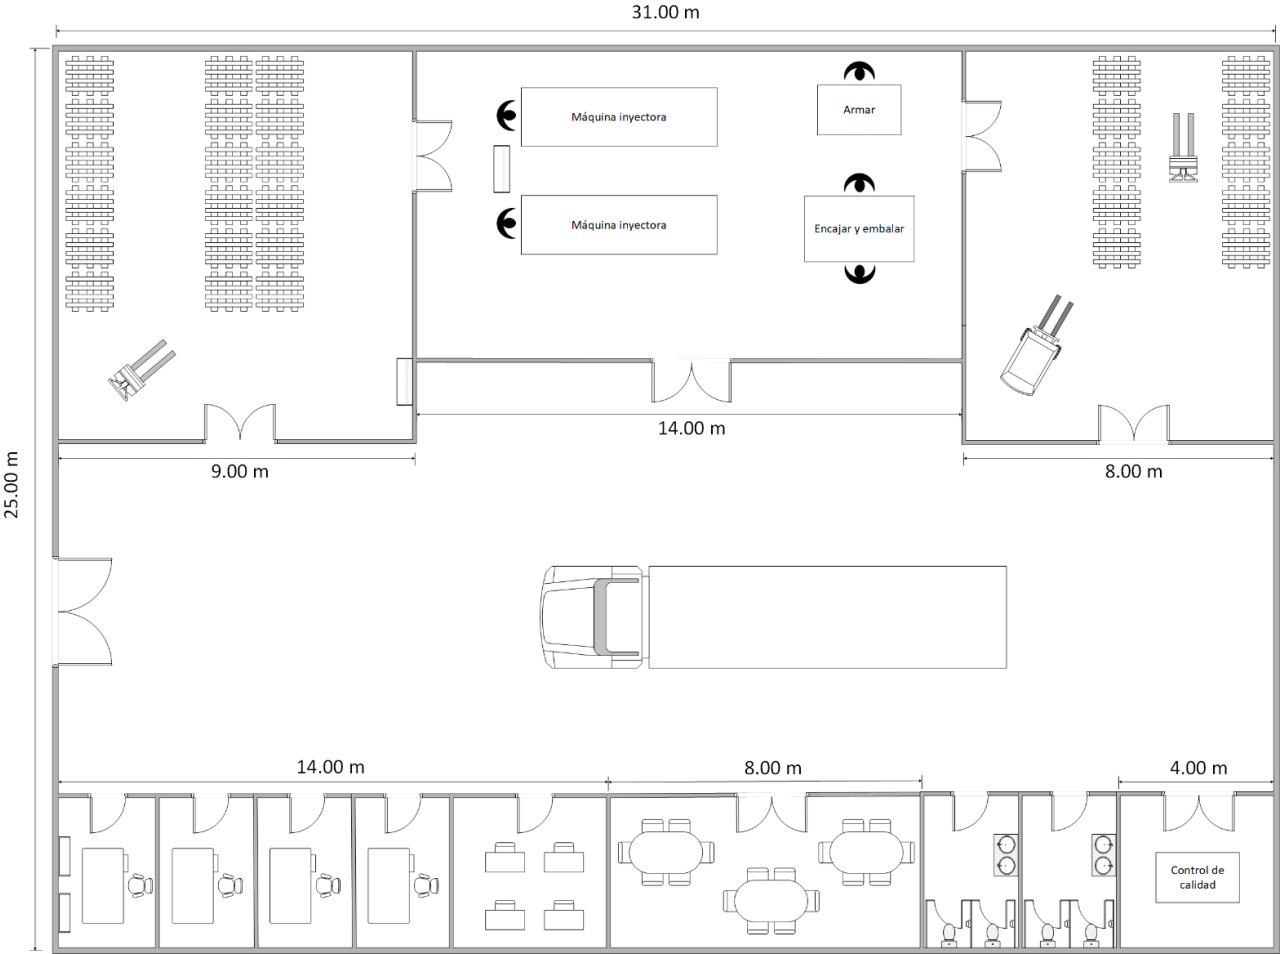 31.00 m
Máquina inyectora
Armar
Máquina inyectora
Encajar y embalar
14.00 m
9.00 m
8.00 m
25.00 m
14.00 m
8.00 m
4.00 m
Control de
calidad